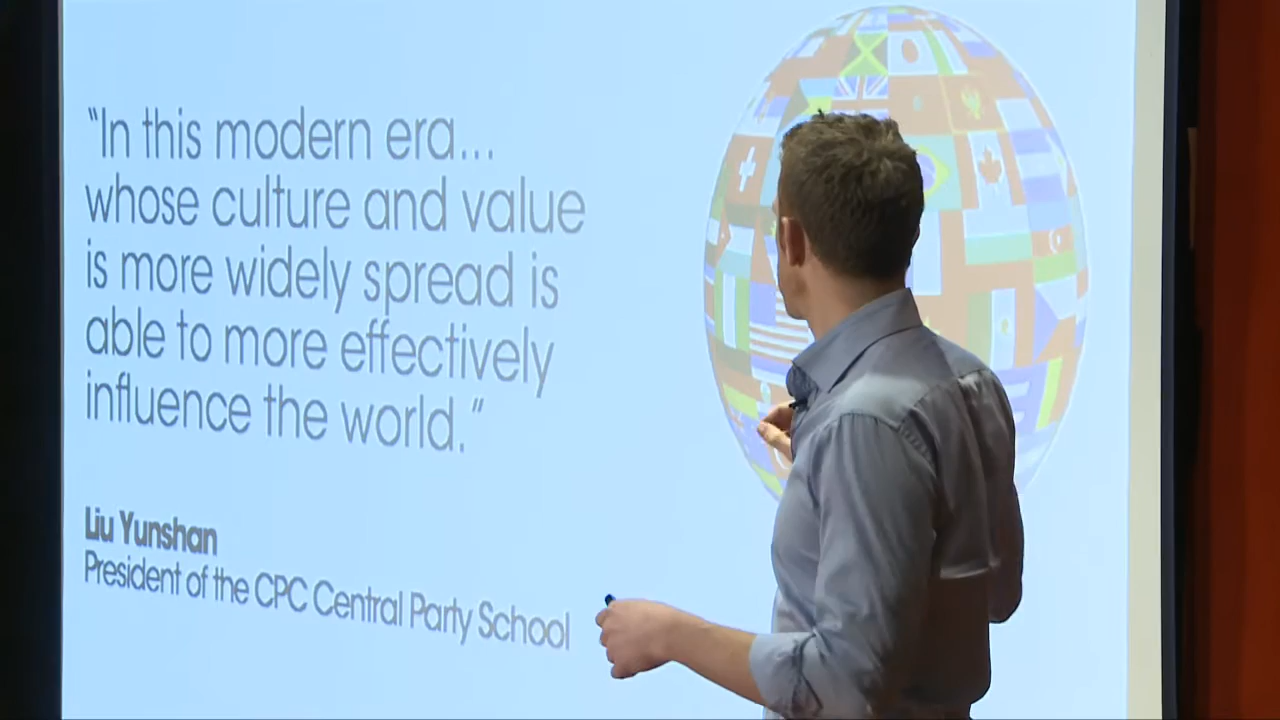 “In this modern era...
whose culture and value
is more widely spread is
able to more effectively
influence the world.”
Liu Yunshan
President of the CPC Central Party School